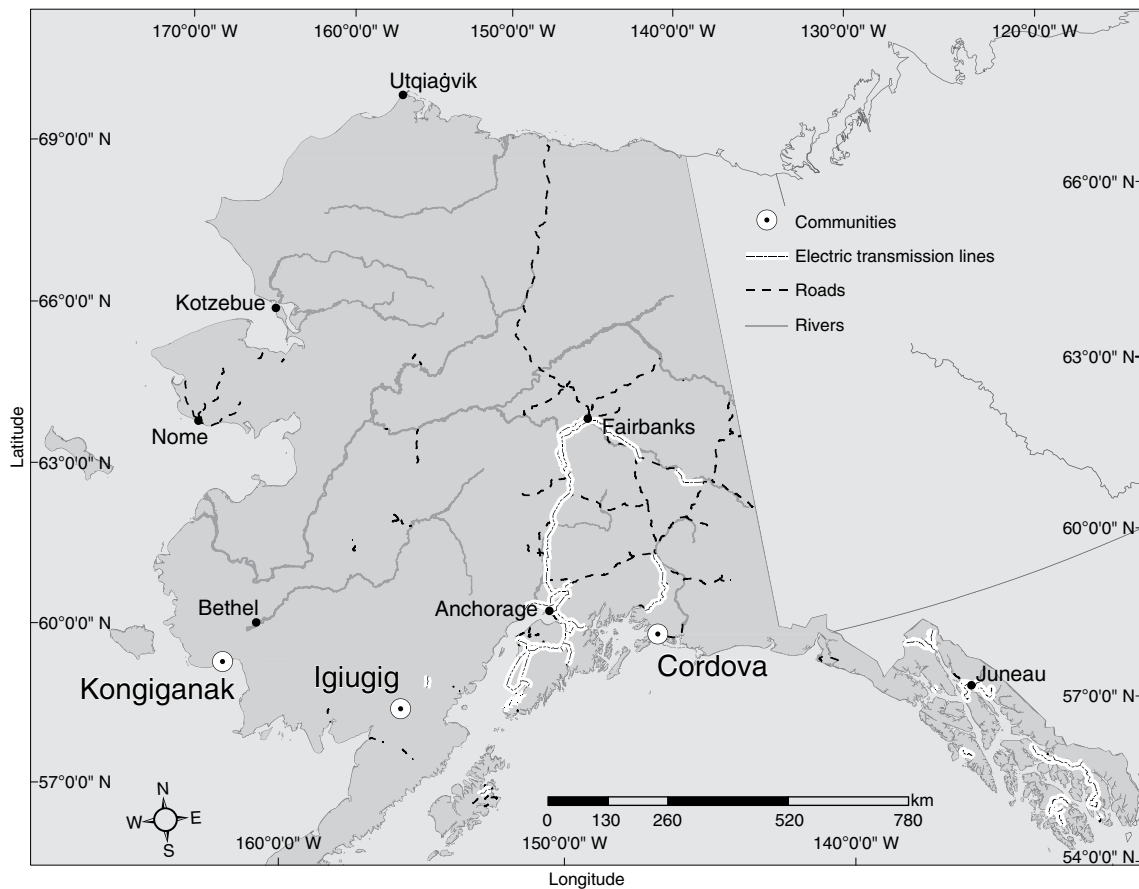 170°0'0" W
160°0'0" W
150°0'0" W
140°0'0" W
130°0'0" W
120°0'0" W
Utqiaġvik
69°0'0" N
66°0'0" N
Communities
Electric transmission lines
Roads
Rivers
66°0'0" N
Kotzebue
63°0'0" N
Nome
Fairbanks
Latitude
63°0'0" N
60°0'0" N
Bethel
Anchorage
60°0'0" N
Kongiganak
Igiugig
Cordova
Juneau
57°0'0" N
57°0'0" N
N
W
E
S
km
0
130
260
520
780
160°0'0" W
150°0'0" W
140°0'0" W
54°0'0" N
Longitude